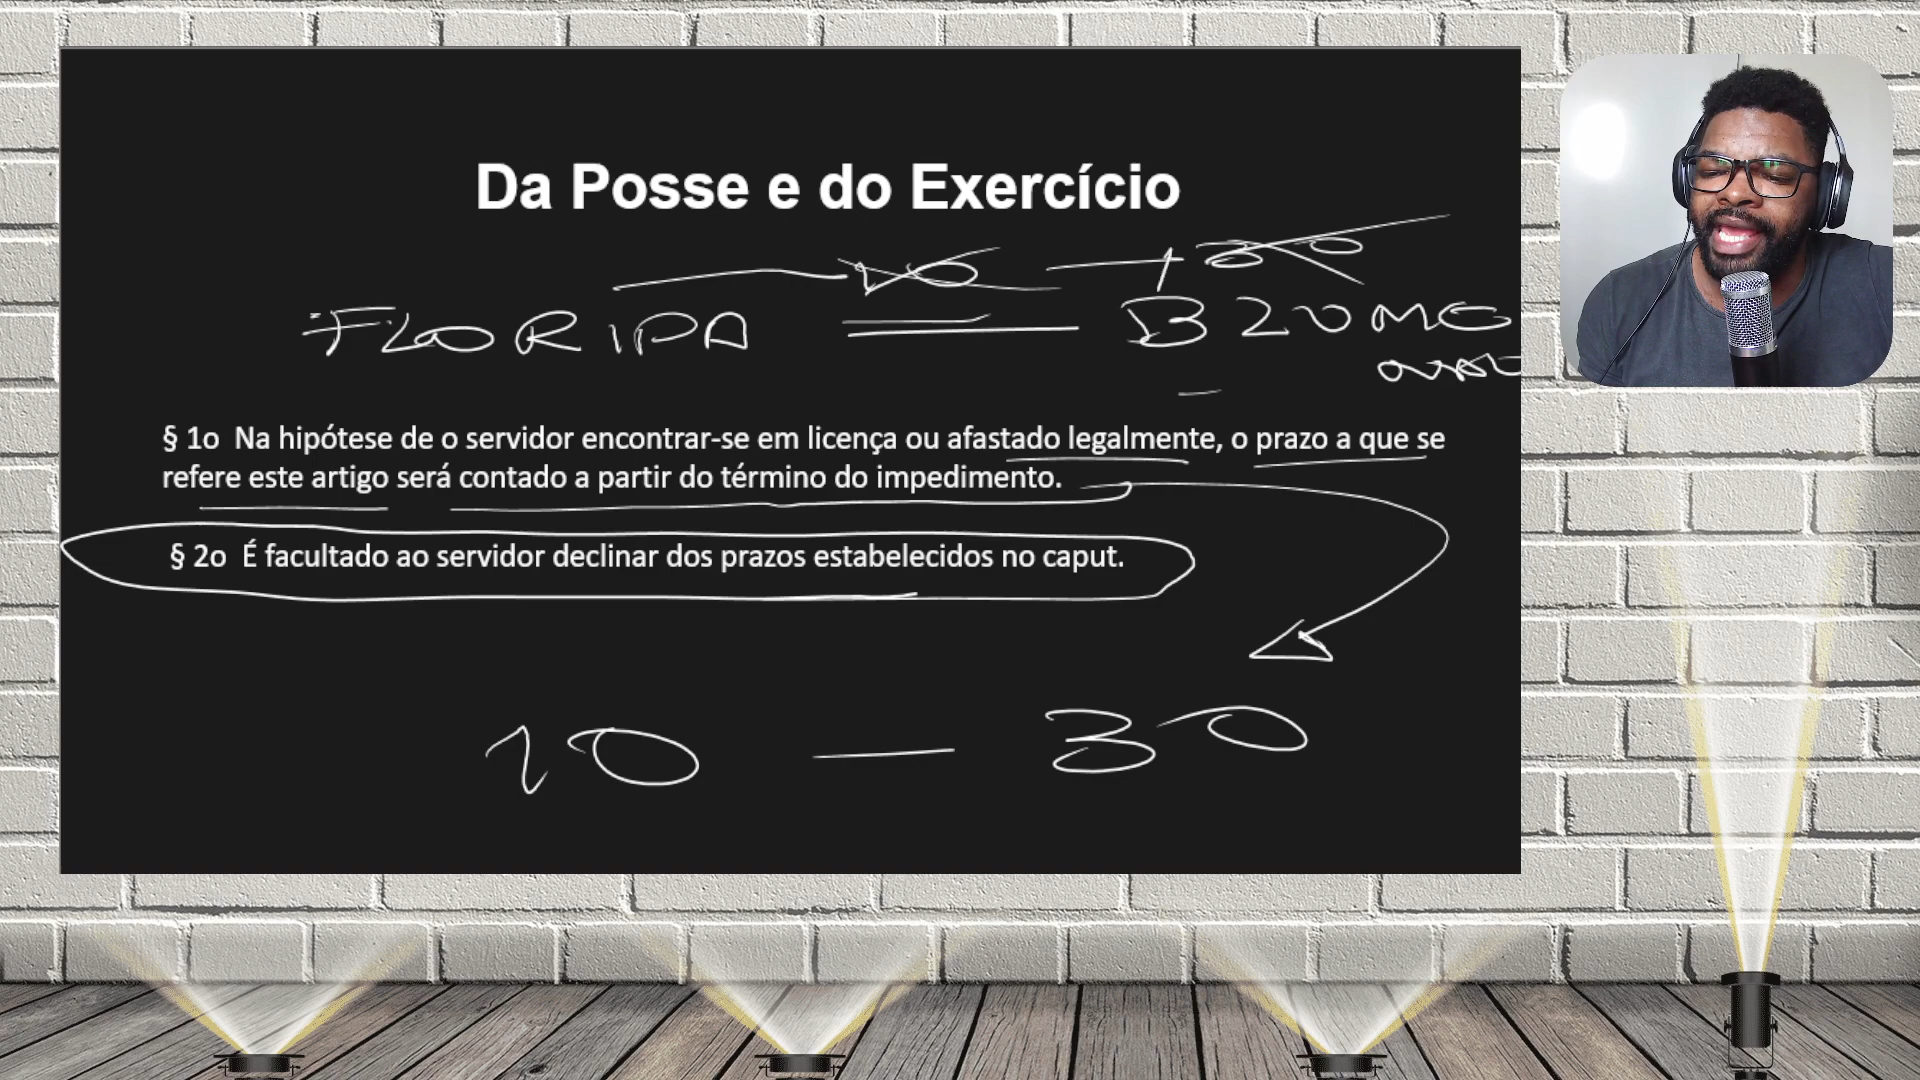 Da Posse e do Exercício
10 30
FLORIPA B
§ 1o Na hipótese de o servidor encontrar-se em licença ou afastado legalmente, o prazo a que se
refere este artigo será contado a partir do término do impedimento.
§ 2o É facultado ao servidor declinar dos prazos estabelecidos no caput.
10 — 30